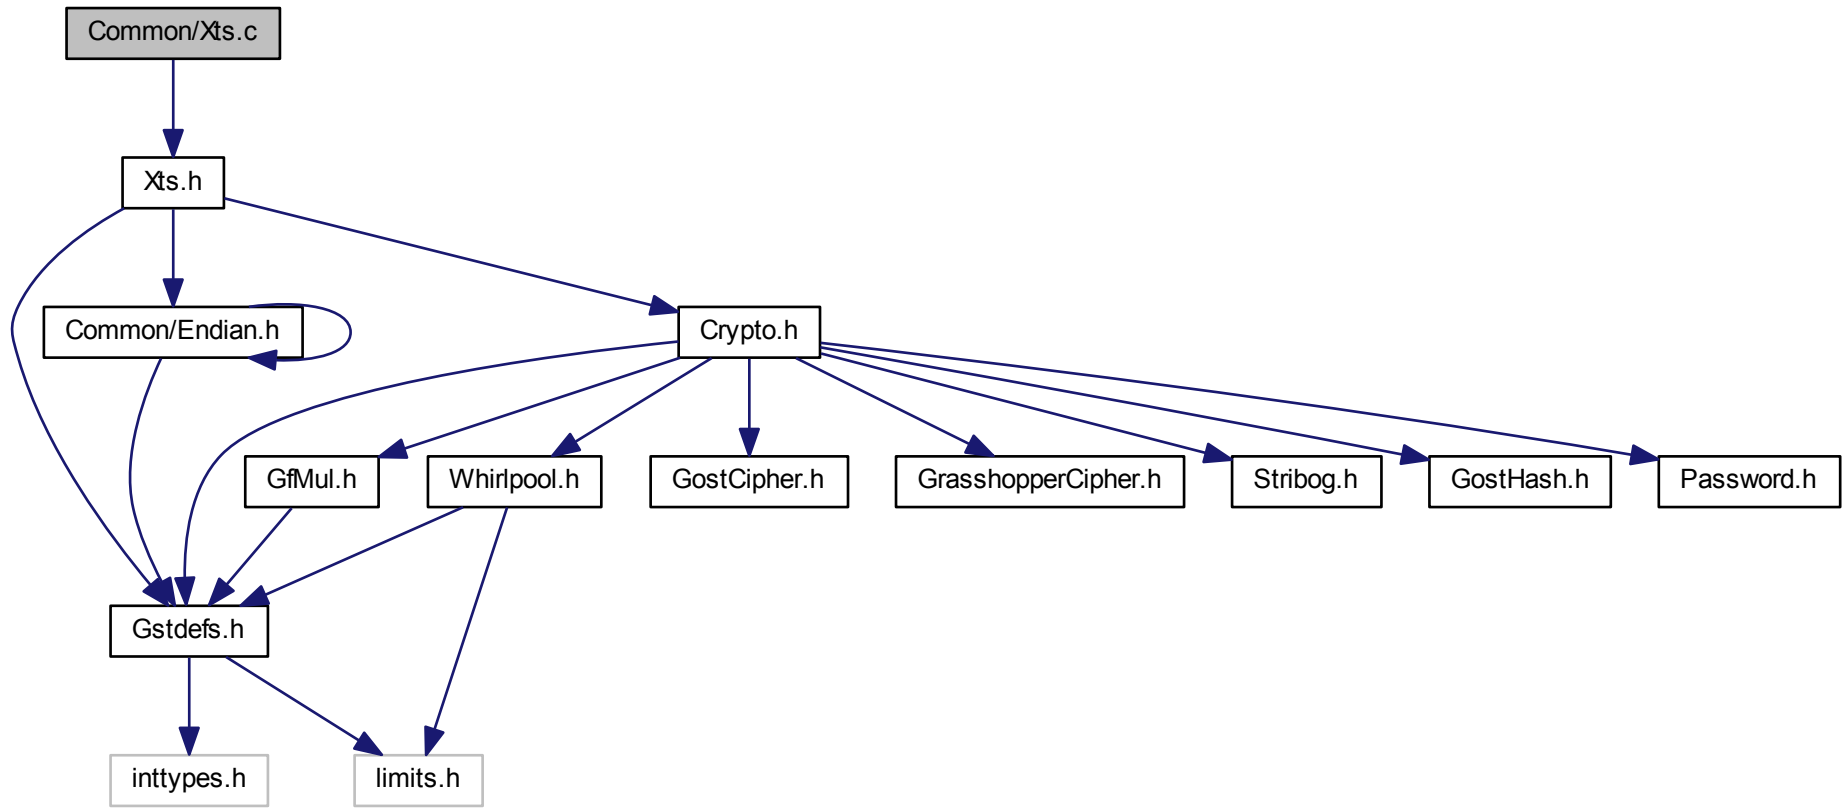 Common/Xts.c
Xts.h
Common/Endian.h
Crypto.h
GfMul.h
Whirlpool.h
GostCipher.h
GrasshopperCipher.h
Stribog.h
GostHash.h
Password.h
Gstdefs.h
inttypes.h
limits.h